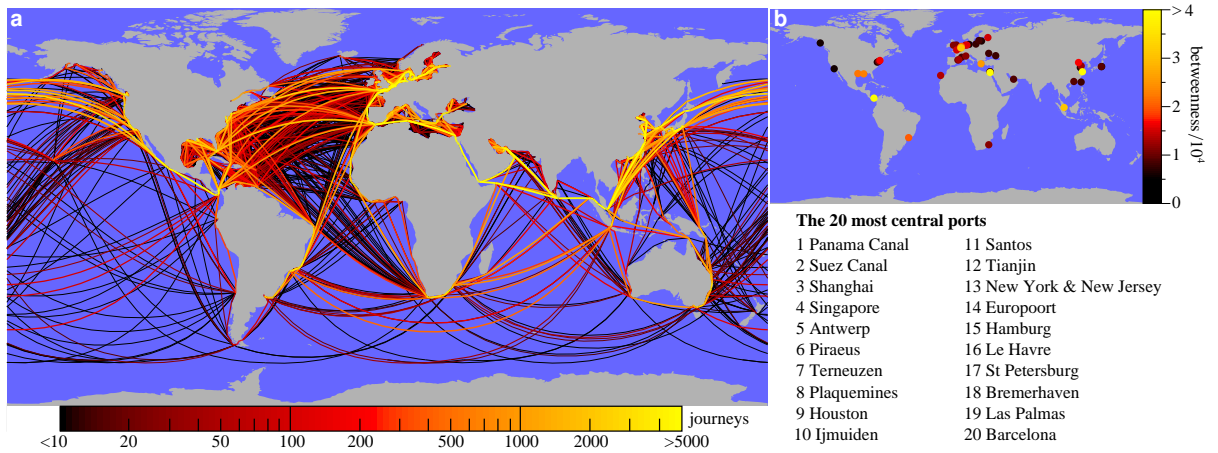 a
<10 20 50 100 200 500 1000 2000 >5000
journeys
b
> 4
3
2
1
0
betweenness /10⁴
The 20 most central ports
1 Panama Canal
2 Suez Canal
3 Shanghai
4 Singapore
5 Antwerp
6 Piraeus
7 Terneuzen
8 Plaquemines
9 Houston
10 Ijmuiden
11 Santos
12 Tianjin
13 New York & New Jersey
14 Europoort
15 Hamburg
16 Le Havre
17 St Petersburg
18 Bremerhaven
19 Las Palmas
20 Barcelona